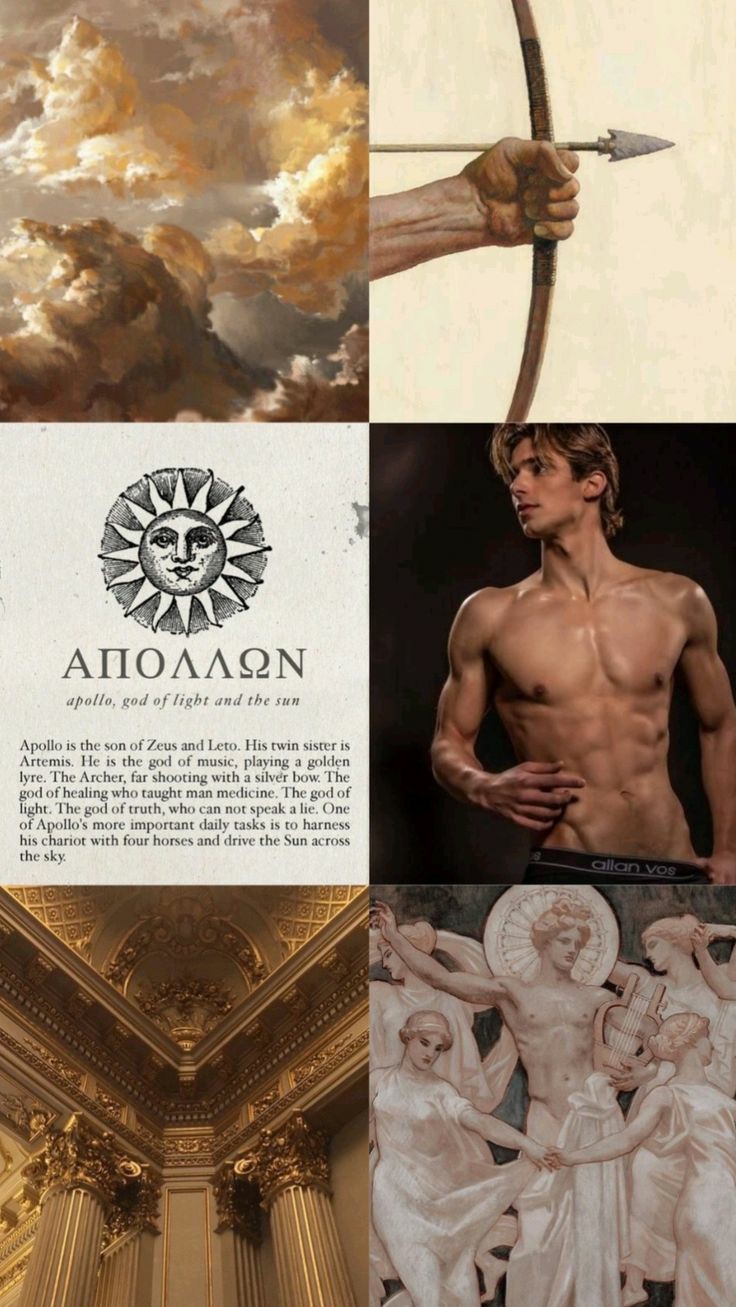 ΑΠΟΛΛΩΝ
apollo, god of light and the sun
Apollo is the son of Zeus and Leto. His twin sister is
Artemis. He is the god of music, playing a golden
lyre. The Archer, far shooting with a silver bow. The
god of healing who taught man medicine. The god of
light. The god of truth, who can not speak a lie. One
of Apollo's more important daily tasks is to harness
his chariot with four horses and drive the Sun across
the sky.
os allan vos